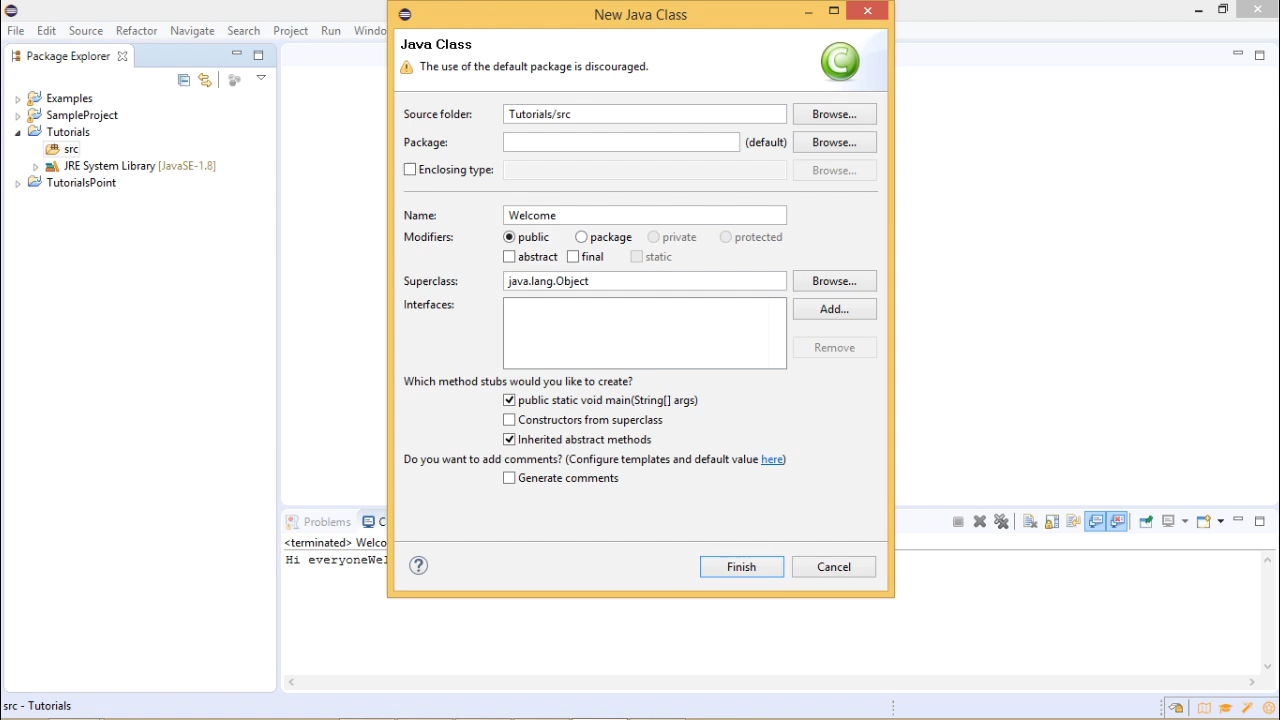 New Java Class
File Edit Source Refactor Navigate Search Project Run Windo
Package Explorer
Examples
SampleProject
Tutorials
src
JRE System Library [JavaSE-1.8]
TutorialsPoint
Java Class
The use of the default package is discouraged.
C
Source folder: Tutorials/src Browse...
Package: (default) Browse...
Enclosing type: Browse...
Name: Welcome
Modifiers: public package private protected
abstract final static
Superclass: java.lang.Object Browse...
Interfaces: Add...
Remove
Which method stubs would you like to create?
public static void main(String[] args)
Constructors from superclass
Inherited abstract methods
Do you want to add comments? (Configure templates and default value here)
Generate comments
? Finish Cancel
Problems C
<terminated> Welco
Hi everyoneWel
src - Tutorials